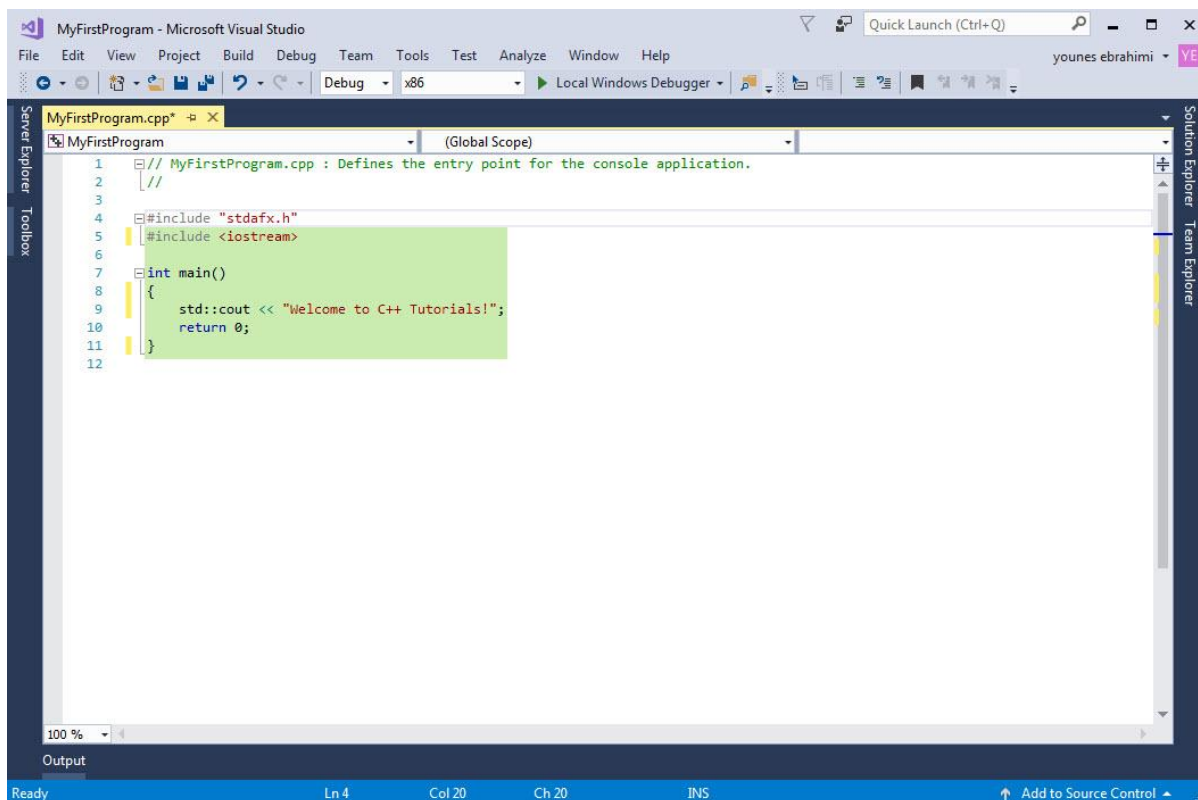 MyFirstProgram - Microsoft Visual Studio
Quick Launch (Ctrl+Q)
File Edit View Project Build Debug Team Tools Test Analyze Window Help
younes ebrahimi
YE
Debug x86 Local Windows Debugger
Server Explorer
Toolbox
MyFirstProgram.cpp*
MyFirstProgram (Global Scope)
1 // MyFirstProgram.cpp : Defines the entry point for the console application.
2 //
3
4 #include "stdafx.h"
5 #include <iostream>
6
7 int main()
8 {
9 std::cout << "Welcome to C++ Tutorials!";
10 return 0;
11 }
12
Solution Explorer
Team Explorer
100 %
Output
Ready Ln 4 Col 20 Ch 20 INS Add to Source Control